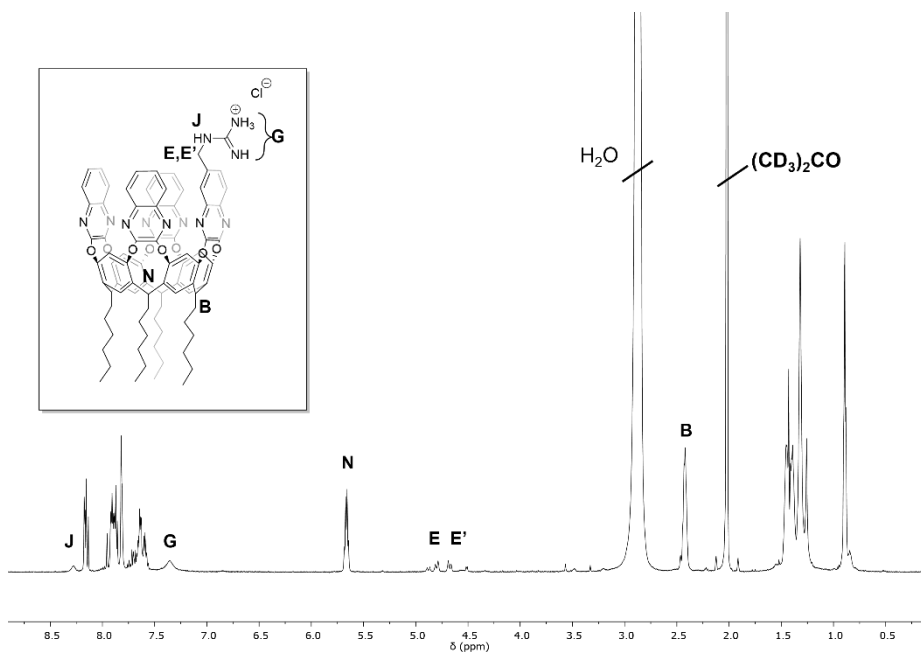 Cl⊖
J
⊕
HN
NH3
G
NH
E,E'
N
N
N
N
N
N
N
N
O
O
O
O
O
O
O
O
N
B
H2O
(CD3)2CO
B
N
E E'
J
G
8.5 8.0 7.5 7.0 6.5 6.0 5.5 5.0 4.5 4.0 3.5 3.0 2.5 2.0 1.5 1.0 0.5
δ (ppm)